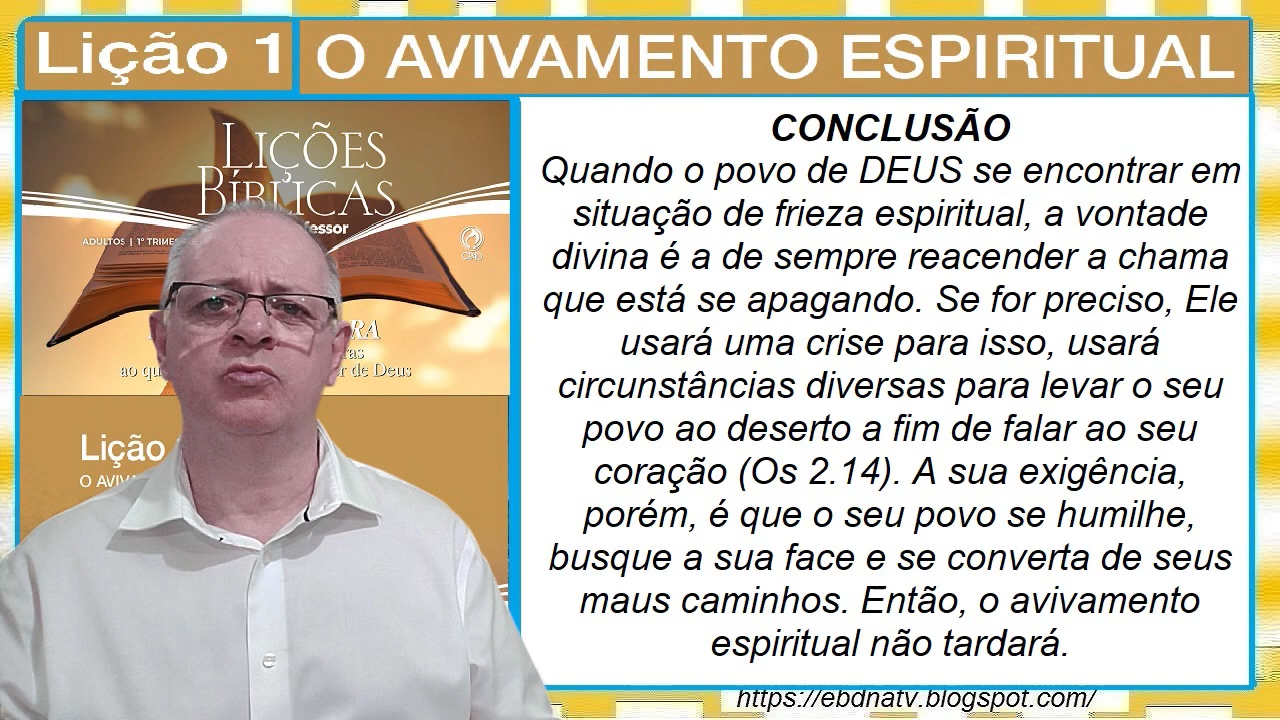 Lição 1
O AVIVAMENTO ESPIRITUAL
LIÇÕES
BÍBLICAS
ADULTOS | 1º
CPAD
ao
de Deus
Lição
CONCLUSÃO
Quando o povo de DEUS se encontrar em
situação de frieza espiritual, a vontade
divina é a de sempre reacender a chama
que está se apagando. Se for preciso, Ele
usará uma crise para isso, usará
circunstâncias diversas para levar o seu
povo ao deserto a fim de falar ao seu
coração (Os 2.14). A sua exigência,
porém, é que o seu povo se humilhe,
busque a sua face e se converta de seus
maus caminhos. Então, o avivamento
espiritual não tardará.
https://ebdnatv.blogspot.com/